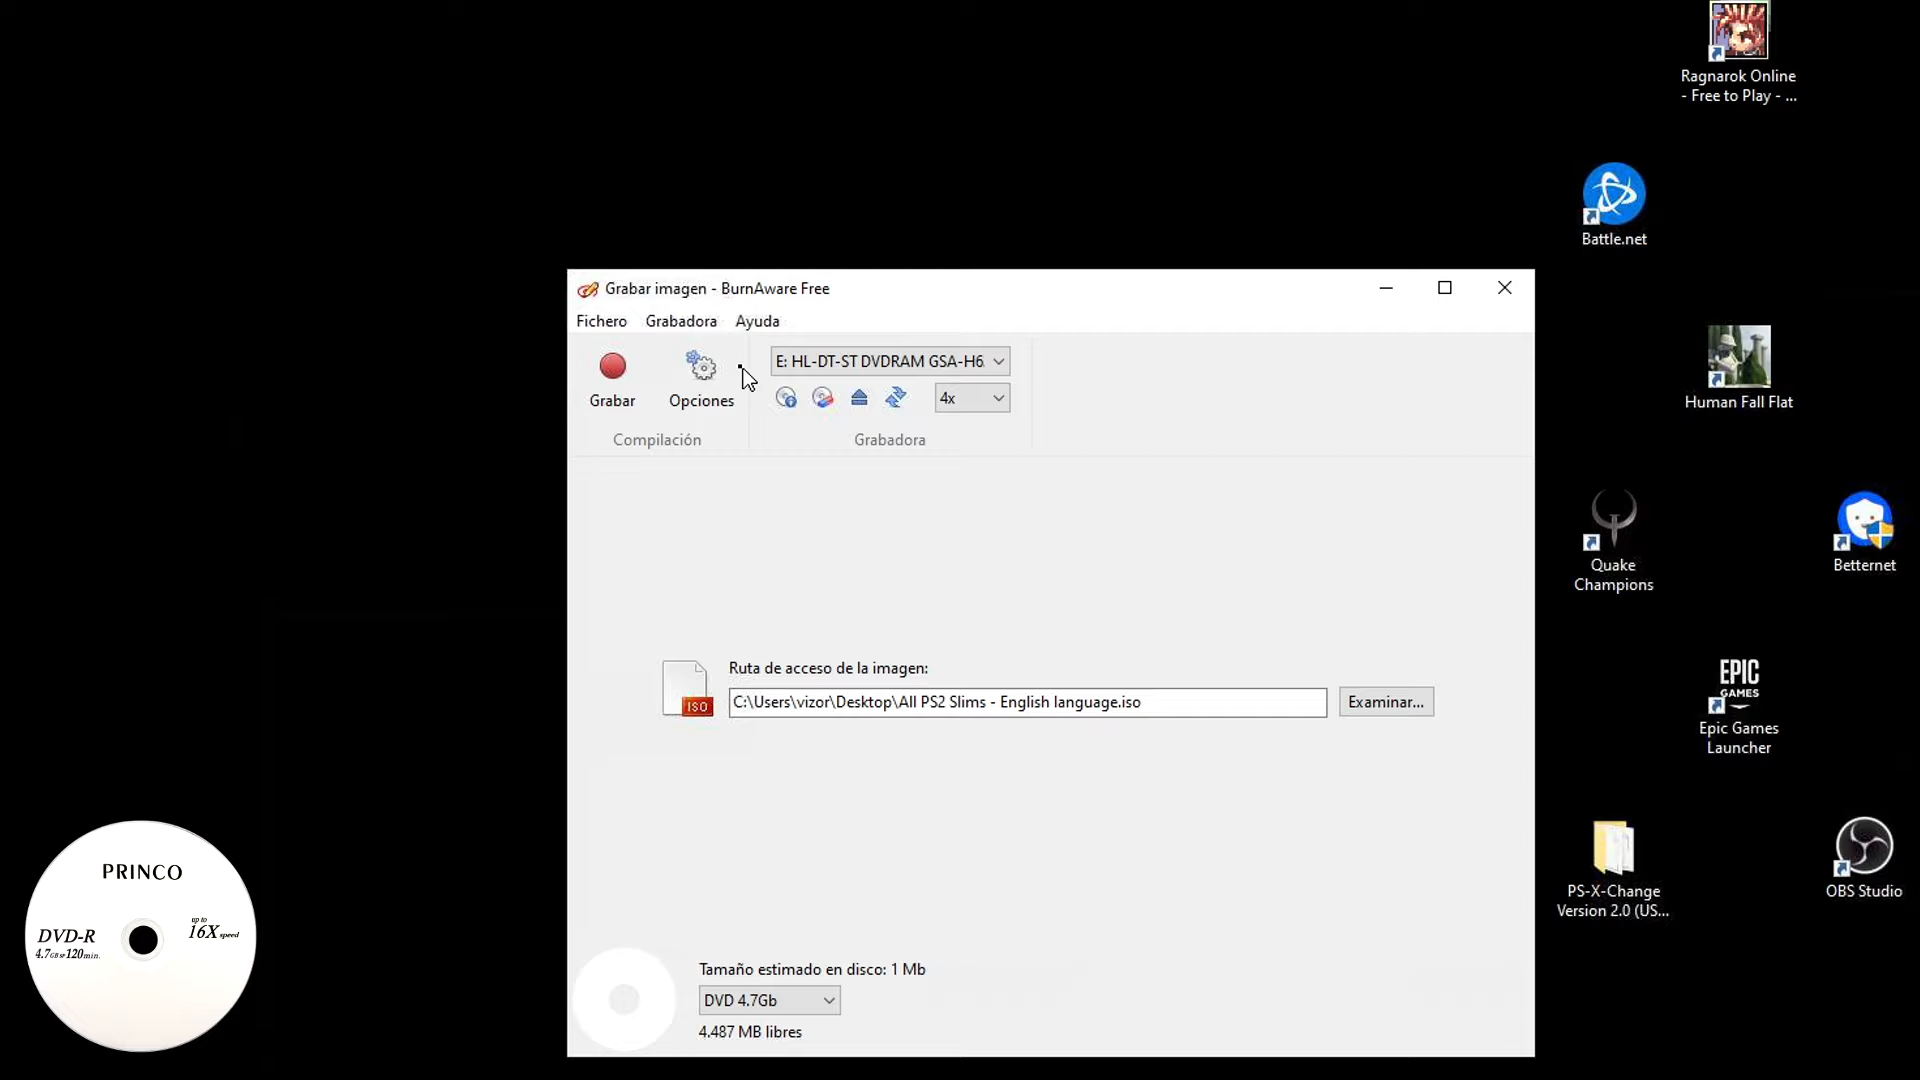 Ragnarok Online
- Free to Play - ...
Battle.net
Grabar imagen - BurnAware Free
Fichero Grabadora Ayuda
E: HL-DT-ST DVDRAM GSA-H6
4x
Grabar Opciones
Compilación Grabadora
Human Fall Flat
Quake
Champions
Betternet
Ruta de acceso de la imagen:
ISO
C:\Users\vizor\Desktop\All PS2 Slims - English language.iso
Examinar...
EPIC
GAMES
Epic Games
Launcher
PS-X-Change
Version 2.0 (US...
OBS Studio
PRINCO
DVD-R
4.7GB SP 120min.
up to
16X speed
Tamaño estimado en disco: 1 Mb
DVD 4.7Gb
4.487 MB libres